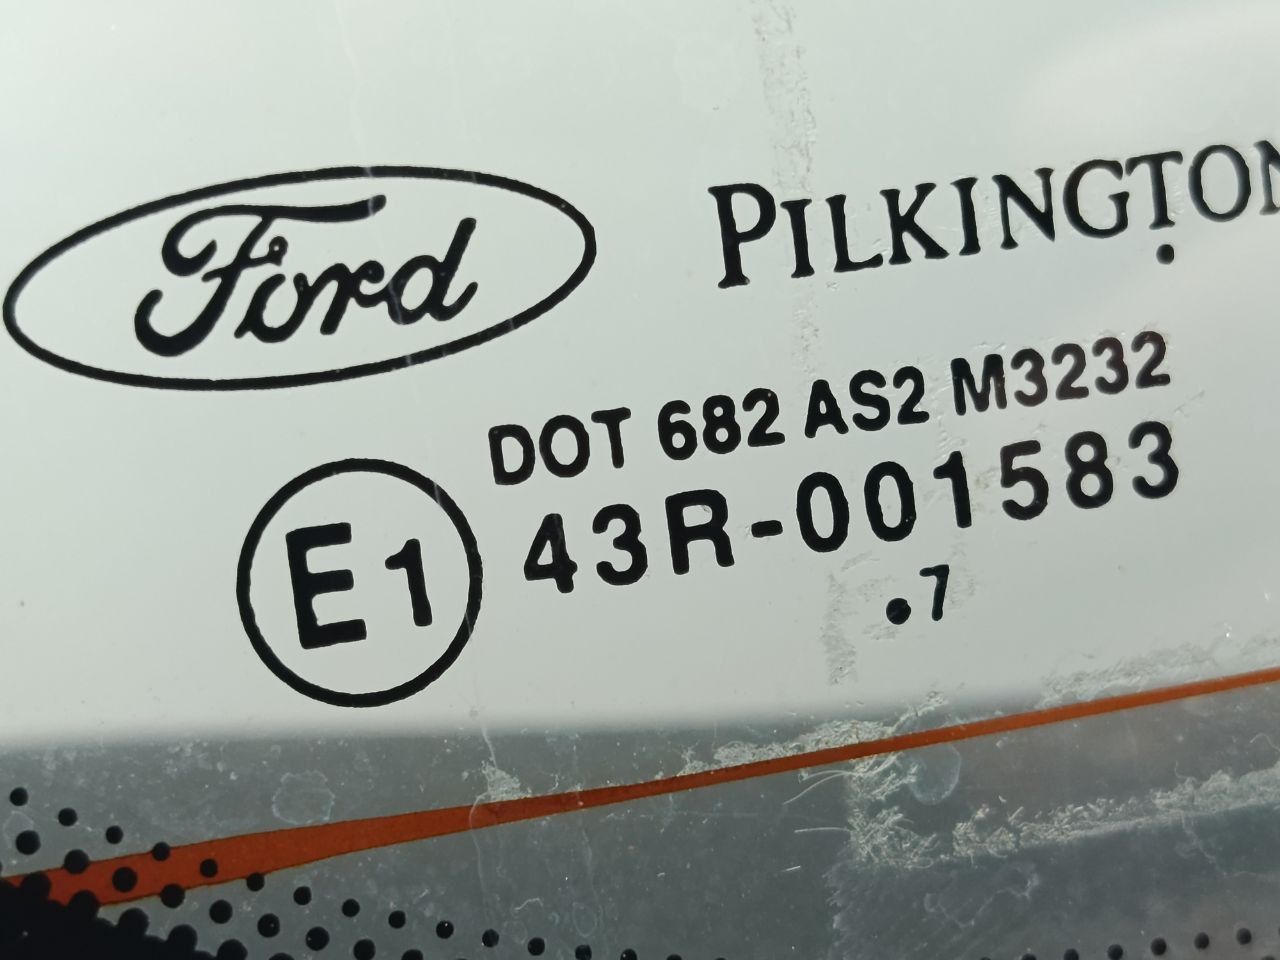 Ford
PILKINGTON
DOT 682 AS2 M3232
43R-001583
E1
.7